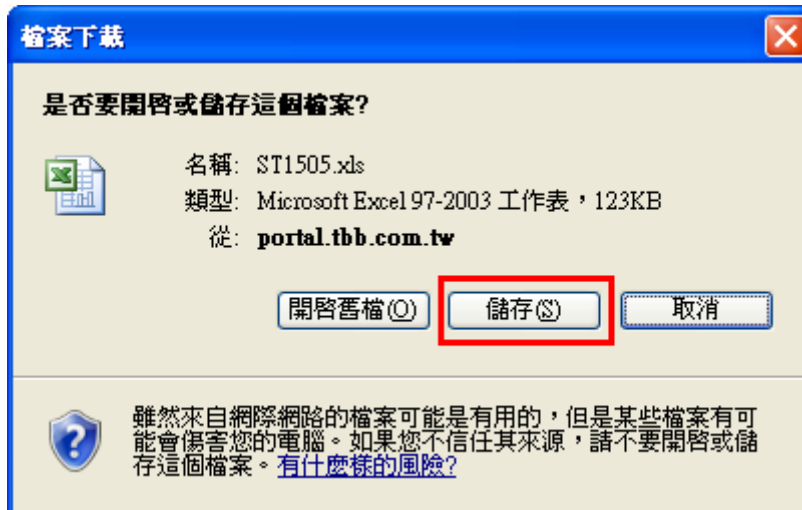 檔案下載
是否要開啟或儲存這個檔案?
名稱: ST1505.xls
類型: Microsoft Excel 97-2003 工作表，123KB
從: portal.tbb.com.tw
開啟舊檔(O) 儲存(S) 取消
雖然來自網際網路的檔案可能是有用的，但是某些檔案有可
能會傷害您的電腦。如果您不信任其來源，請不要開啟或儲
存這個檔案。有什麼樣的風險?